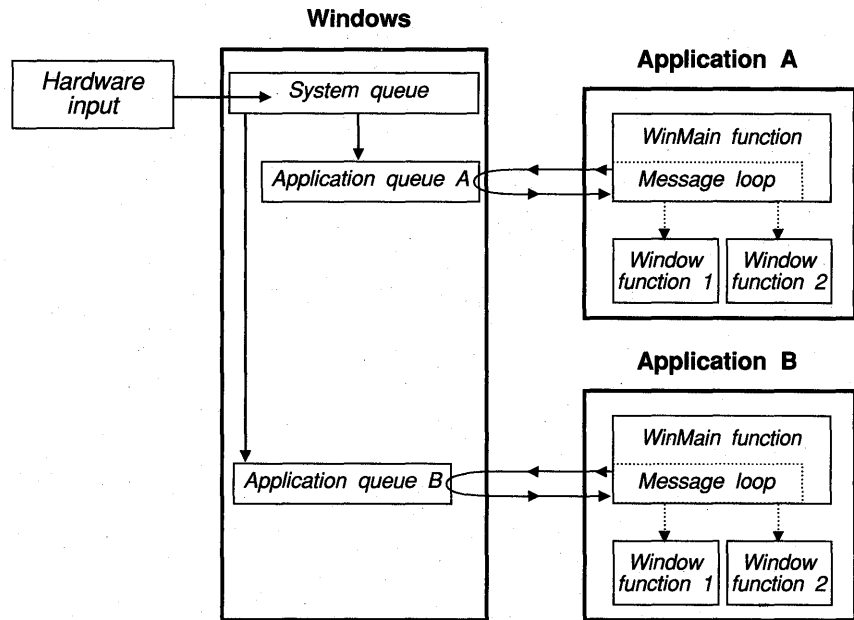 Windows
Hardware
input
System queue
Application queue A
Application queue B
Application A
WinMain function
Message loop
Window
function 1
Window
function 2
Application B
WinMain function
Message loop
Window
function 1
Window
function 2